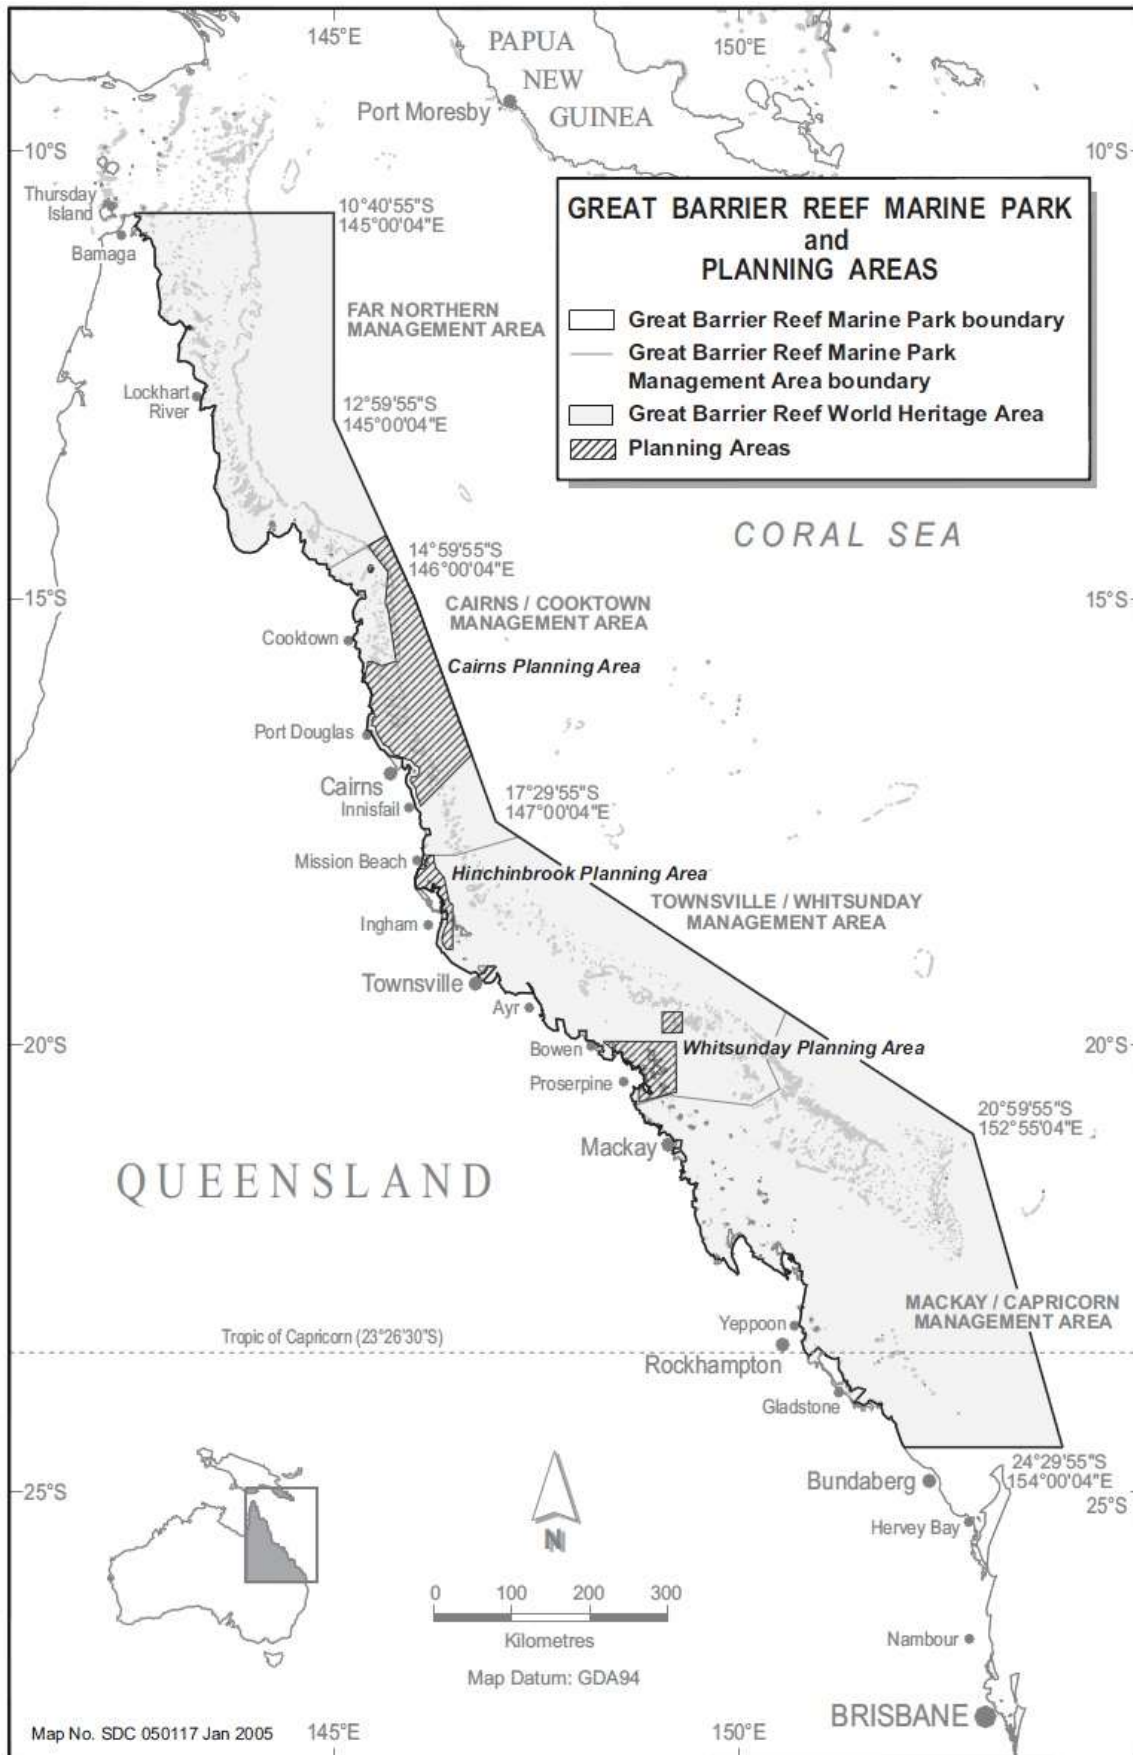 145°E
150°E
PAPUA
NEW
GUINEA
Port Moresby
10°S
10°S
Thursday
Island
Bamaga
10°40'55"S
145°00'04"E
GREAT BARRIER REEF MARINE PARK
and
PLANNING AREAS
Great Barrier Reef Marine Park boundary
Great Barrier Reef Marine Park
Management Area boundary
Great Barrier Reef World Heritage Area
Planning Areas
FAR NORTHERN
MANAGEMENT AREA
Lockhart
River
12°59'55"S
145°00'04"E
CORAL SEA
14°59'55"S
146°00'04"E
15°S
15°S
CAIRNS / COOKTOWN
MANAGEMENT AREA
Cooktown
Cairns Planning Area
Port Douglas
Cairns
Innisfail
17°29'55"S
147°00'04"E
Mission Beach
Hinchinbrook Planning Area
TOWNSVILLE / WHITSUNDAY
MANAGEMENT AREA
Ingham
Townsville
Ayr
20°S
20°S
Bowen
Whitsunday Planning Area
Proserpine
20°59'55"S
152°55'04"E
Mackay
QUEENSLAND
MACKAY / CAPRICORN
MANAGEMENT AREA
Yeppoon
Tropic of Capricorn (23°26'30"S)
Rockhampton
Gladstone
24°29'55"S
154°00'04"E
Bundaberg
25°S
25°S
Hervey Bay
N
0 100 200 300
Kilometres
Map Datum: GDA94
Nambour
BRISBANE
Map No. SDC 050117 Jan 2005
145°E
150°E